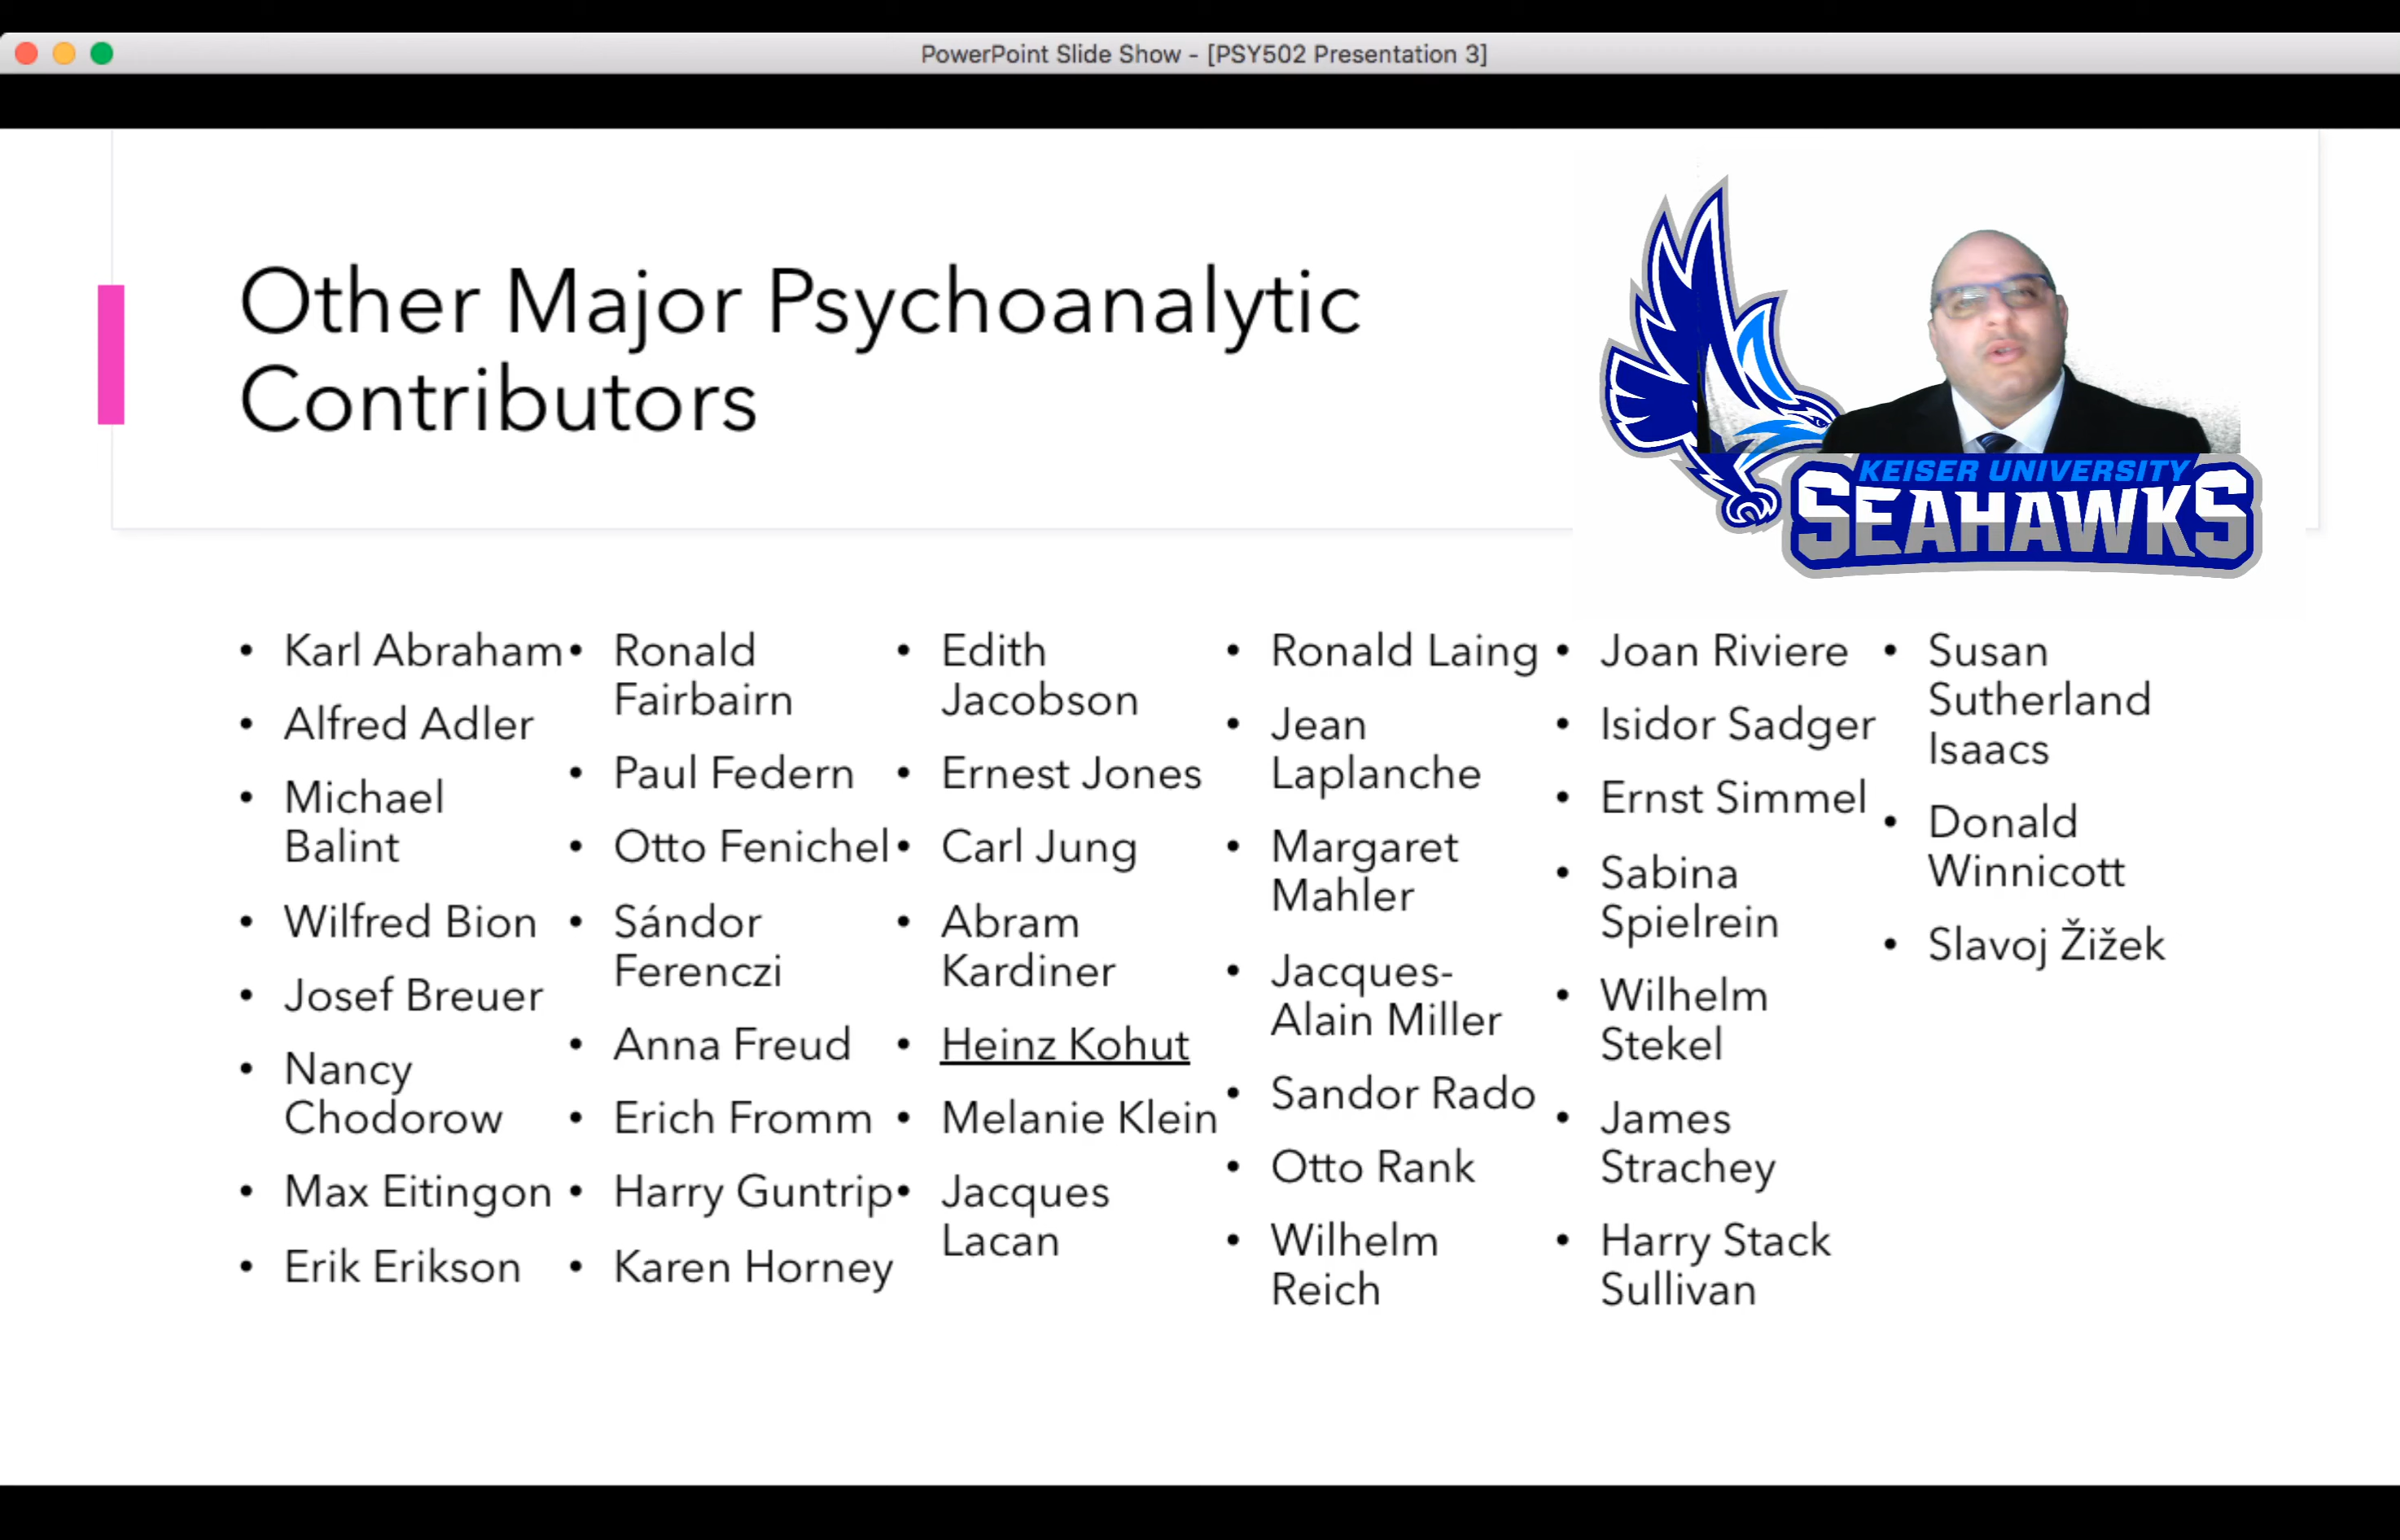 PowerPoint Slide Show - [PSY502 Presentation 3]
Other Major Psychoanalytic
Contributors
KEISER UNIVERSITY
SEAHAWKS
• Karl Abraham
• Alfred Adler
• Michael
Balint
• Wilfred Bion
• Josef Breuer
• Nancy
Chodorow
• Max Eitingon
• Erik Erikson
• Ronald
Fairbairn
• Paul Federn
• Otto Fenichel
• Sándor
Ferenczi
• Anna Freud
• Erich Fromm
• Harry Guntrip
• Karen Horney
• Edith
Jacobson
• Ernest Jones
• Carl Jung
• Abram
Kardiner
• Heinz Kohut
• Melanie Klein
• Jacques
Lacan
• Ronald Laing
• Jean
Laplanche
• Margaret
Mahler
• Jacques-
Alain Miller
• Sandor Rado
• Otto Rank
• Wilhelm
Reich
• Joan Riviere
• Isidor Sadger
• Ernst Simmel
• Sabina
Spielrein
• Wilhelm
Stekel
• James
Strachey
• Harry Stack
Sullivan
• Susan
Sutherland
Isaacs
• Donald
Winnicott
• Slavoj Žižek